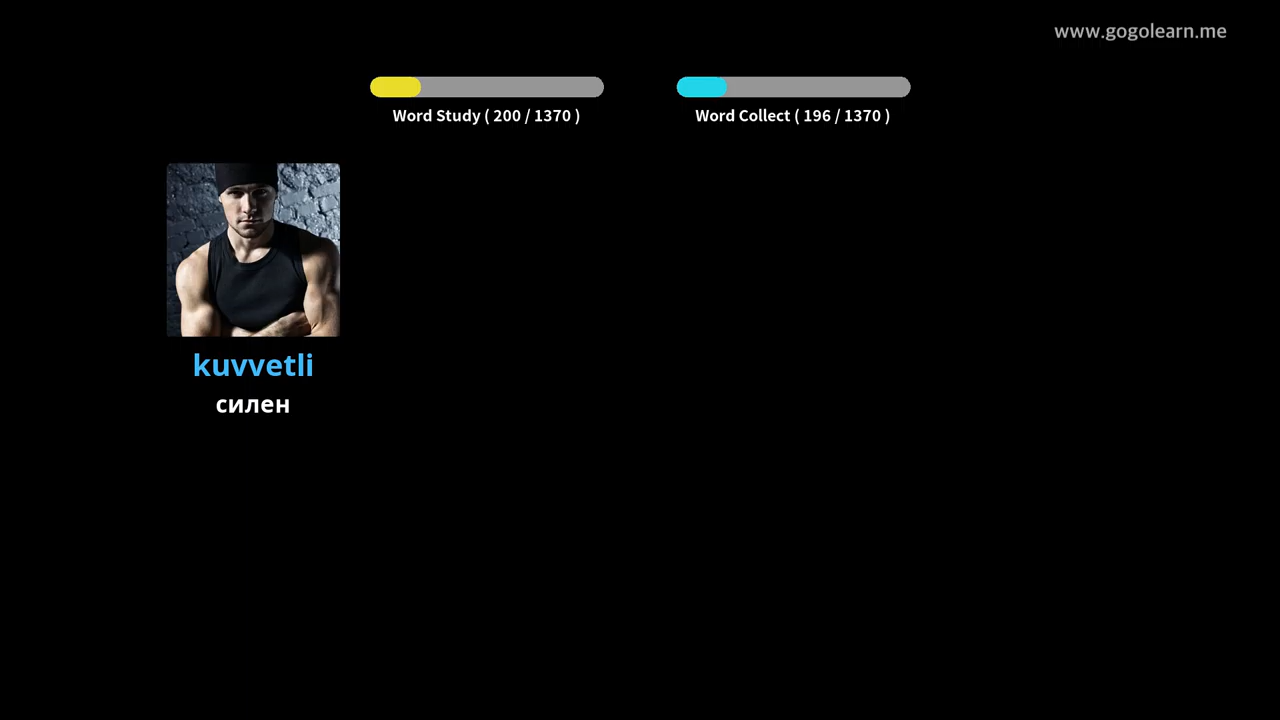 www.gogolearn.me
Word Study ( 200 / 1370 )
Word Collect ( 196 / 1370 )
kuvvetli
силен